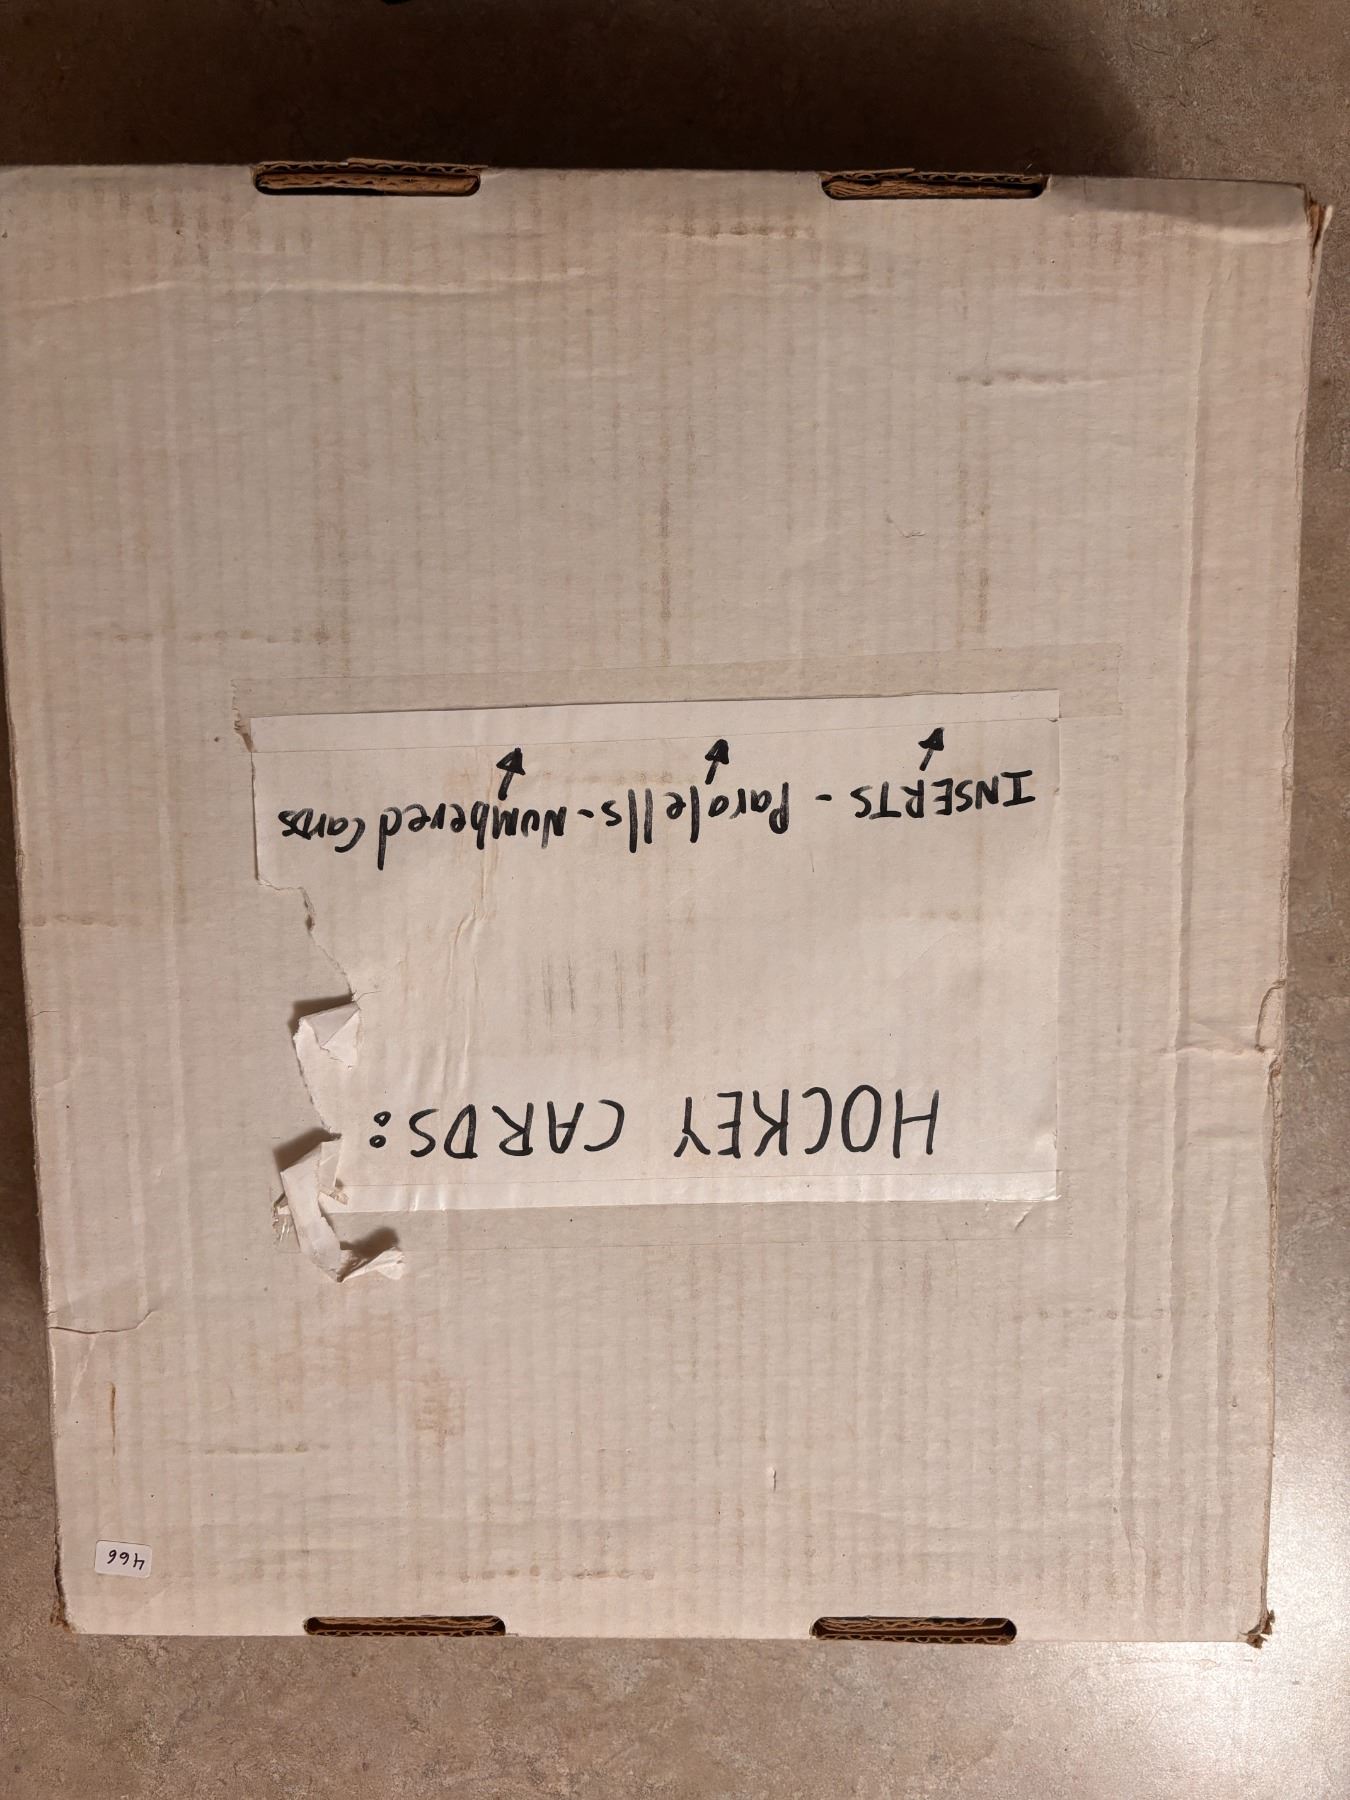 HOCKEY CARDS:
INSERTS - Paralells - Numbered Cards
466